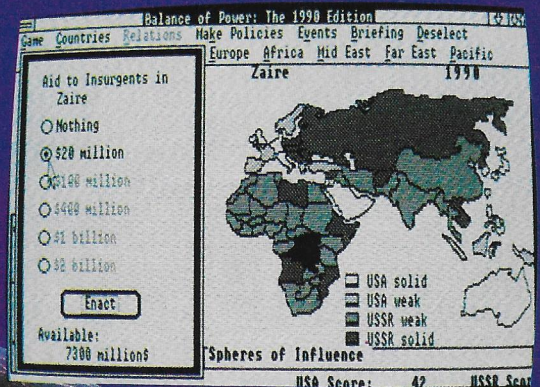 Balance of Power: The 1990 Edition
Game Countries Relations Make Policies Events Briefing Deselect
Europe Africa Mid East Far East Pacific
Aid to Insurgents in
Zaire
Nothing
$20 million
$100 million
$400 million
$1 billion
$2 billion
Enact
Available:
7300 million$
Zaire 1990
USA solid
USA weak
USSR weak
USSR solid
Spheres of Influence
USA Score: 42 USSR Scor